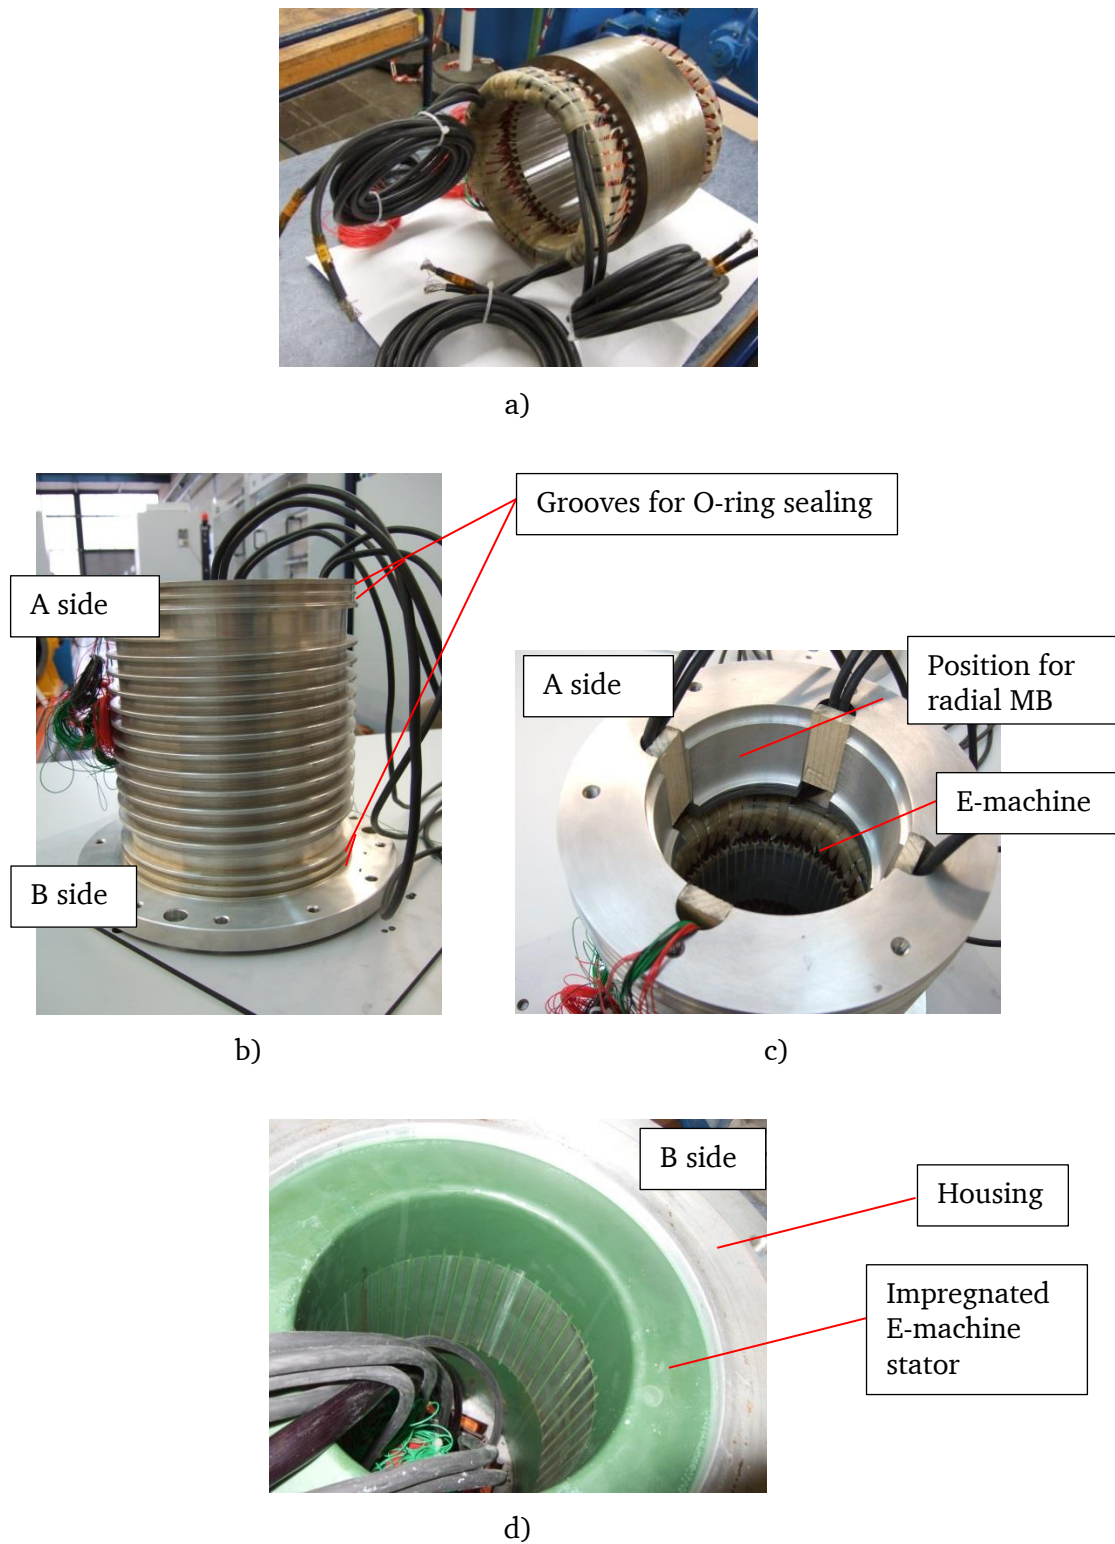 a)
Grooves for O-ring sealing
A side
B side
b)
A side
Position for
radial MB
E-machine
c)
B side
Housing
Impregnated
E-machine
stator
d)